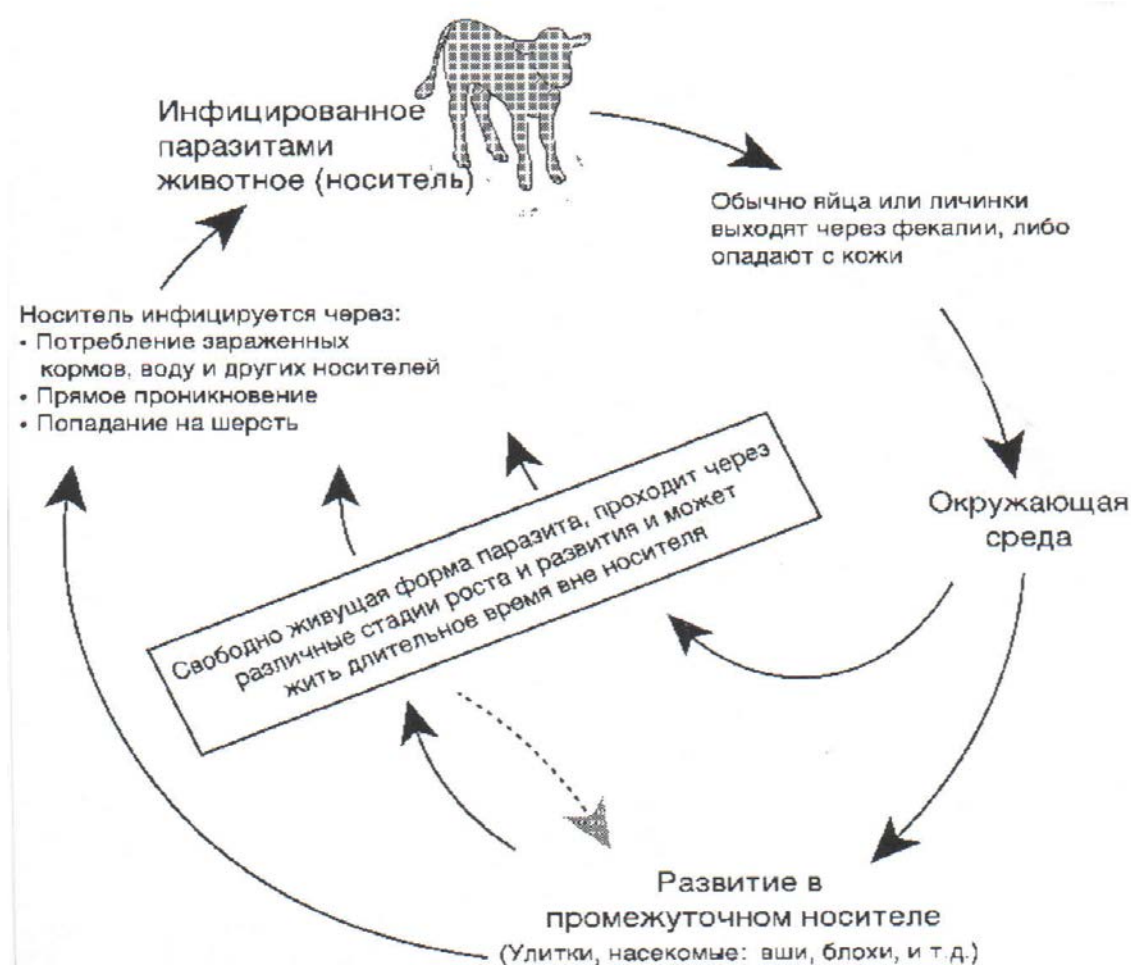 Инфицированное
паразитами
животное (носитель)
Обычно яйца или личинки
выходят через фекалии, либо
опадают с кожи
Носитель инфицируется через:
• Потребление зараженных
кормов, воду и других носителей
• Прямое проникновение
• Попадание на шерсть
Окружающая
среда
Свободно живущая форма паразита, проходит через
различные стадии роста и развития и может
жить длительное время вне носителя
Развитие в
промежуточном носителе
(Улитки, насекомые: вши, блохи, и т.д.)